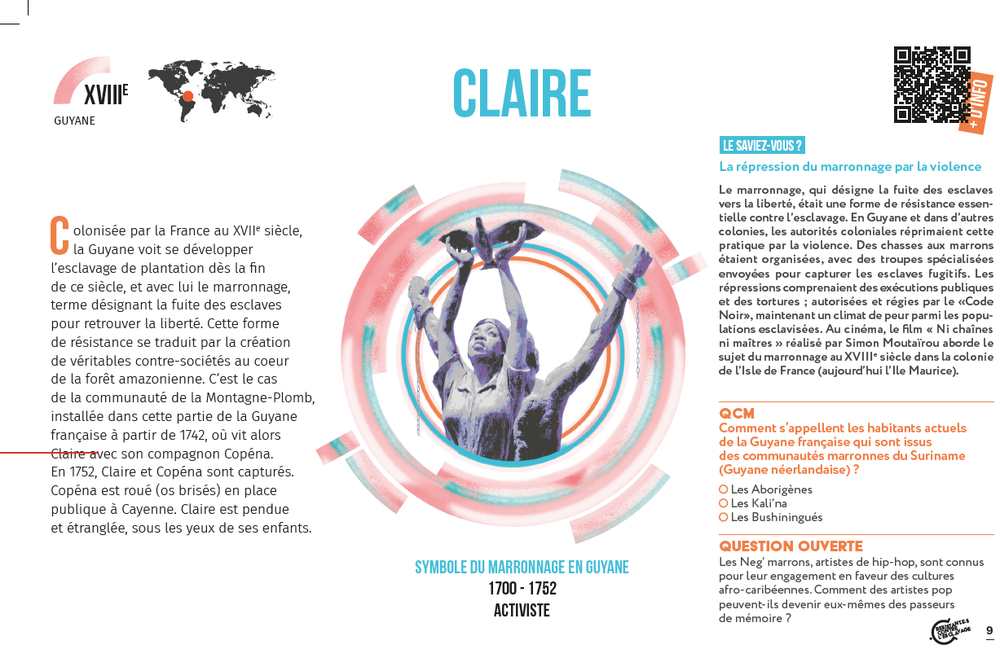 XVIIIE
GUYANE
CLAIRE
+ D'INFO
Colonisée par la France au XVIIe siècle,
la Guyane voit se développer
l'esclavage de plantation dès la fin
de ce siècle, et avec lui le marronnage,
terme désignant la fuite des esclaves
pour retrouver la liberté. Cette forme
de résistance se traduit par la création
de véritables contre-sociétés au coeur
de la forêt amazonienne. C'est le cas
de la communauté de la Montagne-Plomb,
installée dans cette partie de la Guyane
française à partir de 1742, où vit alors
Claire avec son compagnon Copéna.
En 1752, Claire et Copéna sont capturés.
Copéna est roué (os brisés) en place
publique à Cayenne. Claire est pendue
et étranglée, sous les yeux de ses enfants.
SYMBOLE DU MARRONNAGE EN GUYANE
1700 - 1752
ACTIVISTE
LE SAVIEZ-VOUS ?
La répression du marronnage par la violence
Le marronnage, qui désigne la fuite des esclaves
vers la liberté, était une forme de résistance essen-
tielle contre l'esclavage. En Guyane et dans d'autres
colonies, les autorités coloniales réprimaient cette
pratique par la violence. Des chasses aux marrons
étaient organisées, avec des troupes spécialisées
envoyées pour capturer les esclaves fugitifs. Les
répressions comprenaient des exécutions publiques
et des tortures ; autorisées et régies par le «Code
Noir», maintenant un climat de peur parmi les popu-
lations esclavisées. Au cinéma, le film « Ni chaînes
ni maîtres » réalisé par Simon Moutaïrou aborde le
sujet du marronnage au XVIIIe siècle dans la colonie
de l'Isle de France (aujourd'hui l'Ile Maurice).
QCM
Comment s'appellent les habitants actuels
de la Guyane française qui sont issus
des communautés marronnes du Suriname
(Guyane néerlandaise) ?
Les Aborigènes
Les Kali'na
Les Bushiningués
QUESTION OUVERTE
Les Neg' marrons, artistes de hip-hop, sont connus
pour leur engagement en faveur des cultures
afro-caribéennes. Comment des artistes pop
peuvent-ils devenir eux-mêmes des passeurs
de mémoire ?
RESISTANTES
CONTRE
L'ESCLAVAGE
9